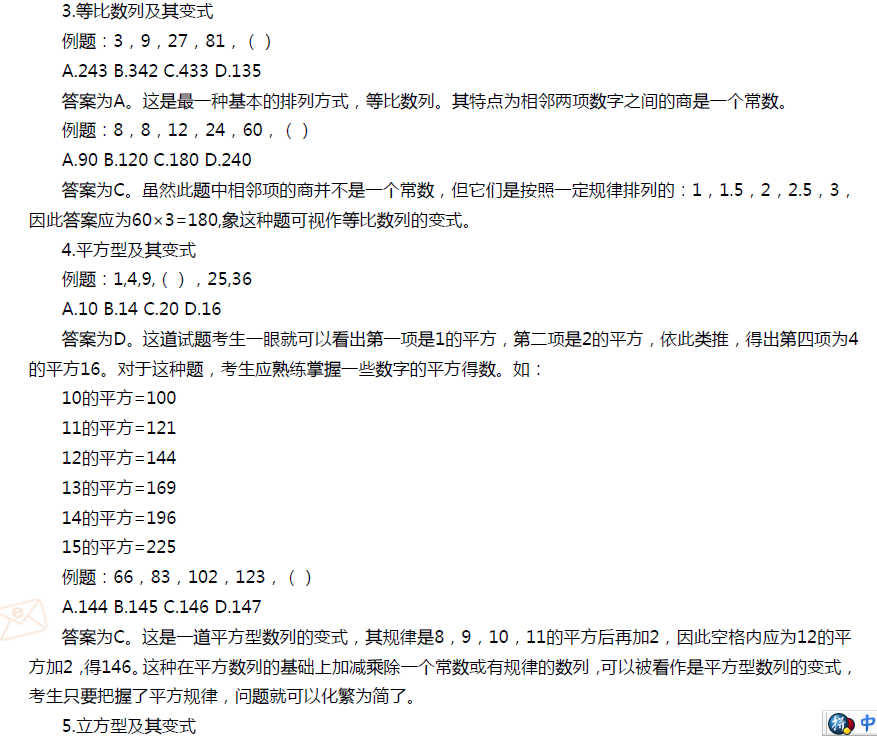 3.等比数列及其变式
例题：3，9，27，81，（ ）
A.243 B.342 C.433 D.135
答案为A。这是最一种基本的排列方式，等比数列。其特点为相邻两项数字之间的商是一个常数。
例题：8，8，12，24，60，（ ）
A.90 B.120 C.180 D.240
答案为C。虽然此题中相邻项的商并不是一个常数，但它们是按照一定规律排列的：1，1.5，2，2.5，3，
因此答案应为60×3=180,象这种题可视作等比数列的变式。
4.平方型及其变式
例题：1,4,9,（ ），25,36
A.10 B.14 C.20 D.16
答案为D。这道试题考生一眼就可以看出第一项是1的平方，第二项是2的平方，依此类推，得出第四项为4
的平方16。对于这种题，考生应熟练掌握一些数字的平方得数。如：
10的平方=100
11的平方=121
12的平方=144
13的平方=169
14的平方=196
15的平方=225
例题：66，83，102，123，（ ）
A.144 B.145 C.146 D.147
答案为C。这是一道平方型数列的变式，其规律是8，9，10，11的平方后再加2，因此空格内应为12的平
方加2，得146。这种在平方数列的基础上加减乘除一个常数或有规律的数列，可以被看作是平方型数列的变式，
考生只要把握了平方规律，问题就可以化繁为简了。
5.立方型及其变式
拼 中